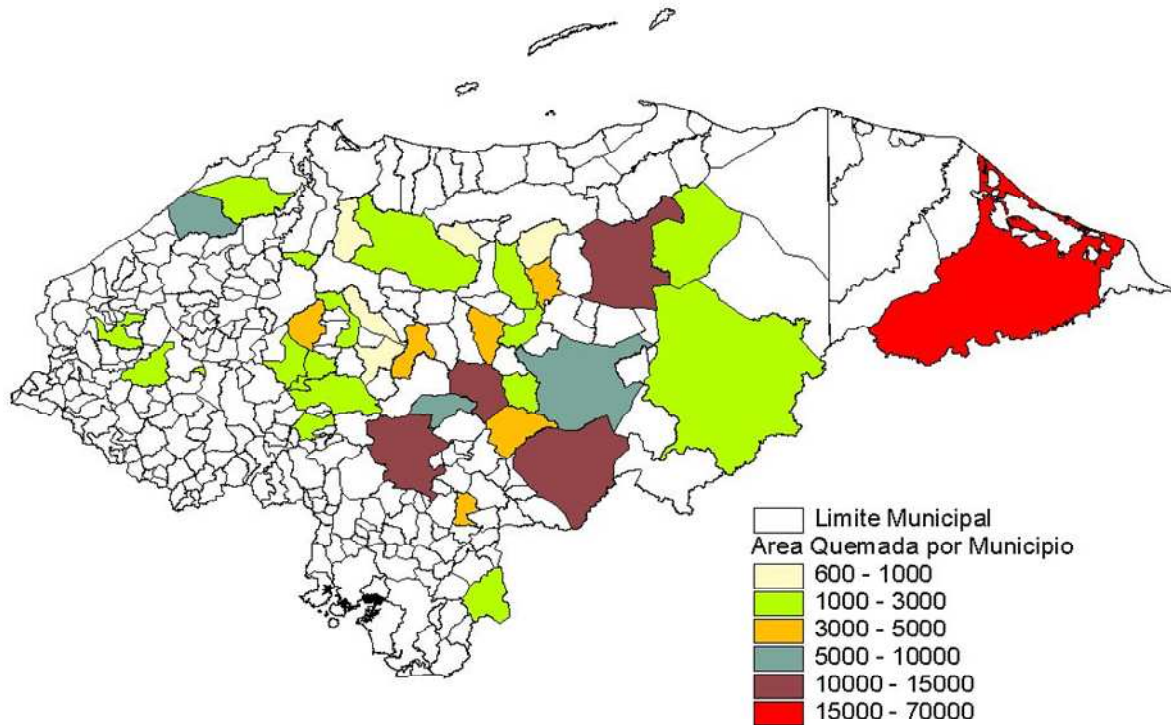 Limite Municipal
Area Quemada por Municipio
600 - 1000
1000 - 3000
3000 - 5000
5000 - 10000
10000 - 15000
15000 - 70000